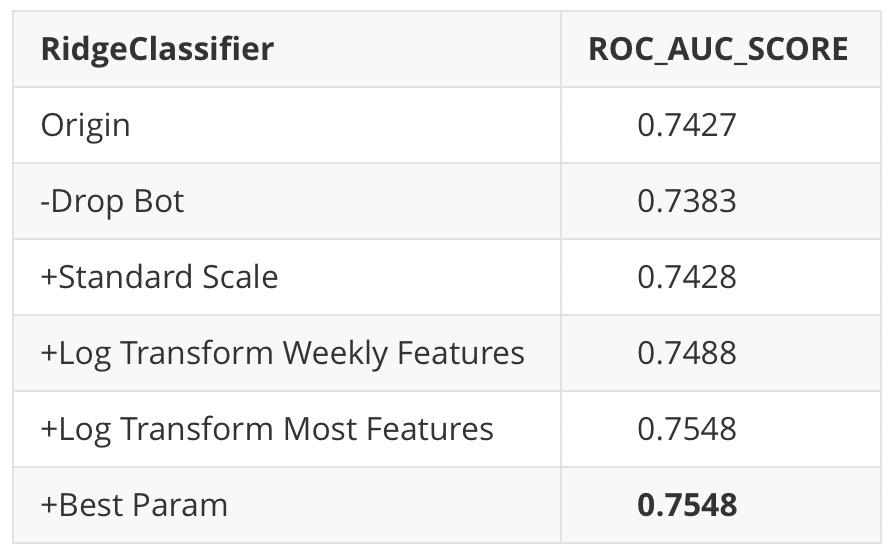 RidgeClassifier ROC_AUC_SCORE
Origin 0.7427
-Drop Bot 0.7383
+Standard Scale 0.7428
+Log Transform Weekly Features 0.7488
+Log Transform Most Features 0.7548
+Best Param 0.7548